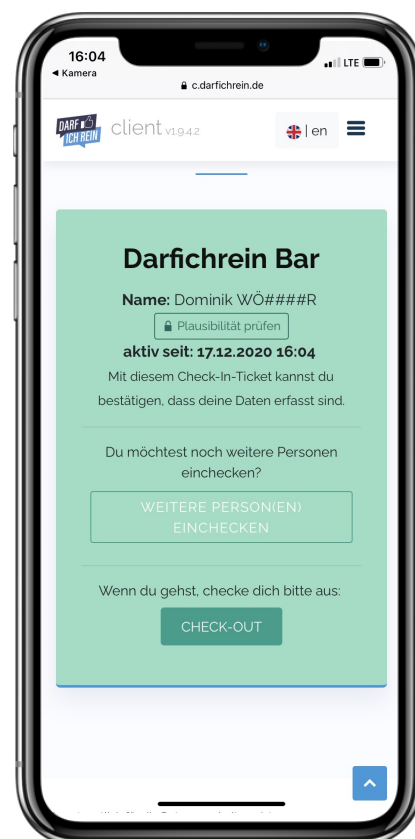 16:04
LTE
◀ Kamera
c.darfichrein.de
DARF
ICH REIN
client v1.9.4.2
| en
Darfichrein Bar
Name: Dominik WÖ####R
Plausibilität prüfen
aktiv seit: 17.12.2020 16:04
Mit diesem Check-In-Ticket kannst du
bestätigen, dass deine Daten erfasst sind.
Du möchtest noch weitere Personen
einchecken?
WEITERE PERSON(EN)
EINCHECKEN
Wenn du gehst, checke dich bitte aus:
CHECK-OUT